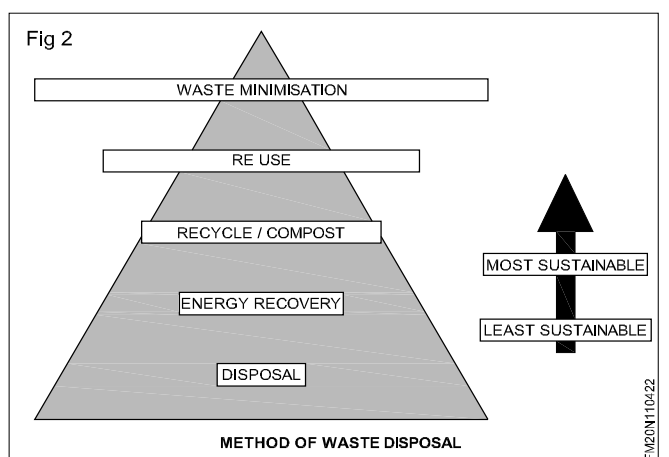 Fig 2
WASTE MINIMISATION
RE USE
RECYCLE / COMPOST
ENERGY RECOVERY
DISPOSAL
MOST SUSTAINABLE
LEAST SUSTAINABLE
METHOD OF WASTE DISPOSAL
FM20N110422